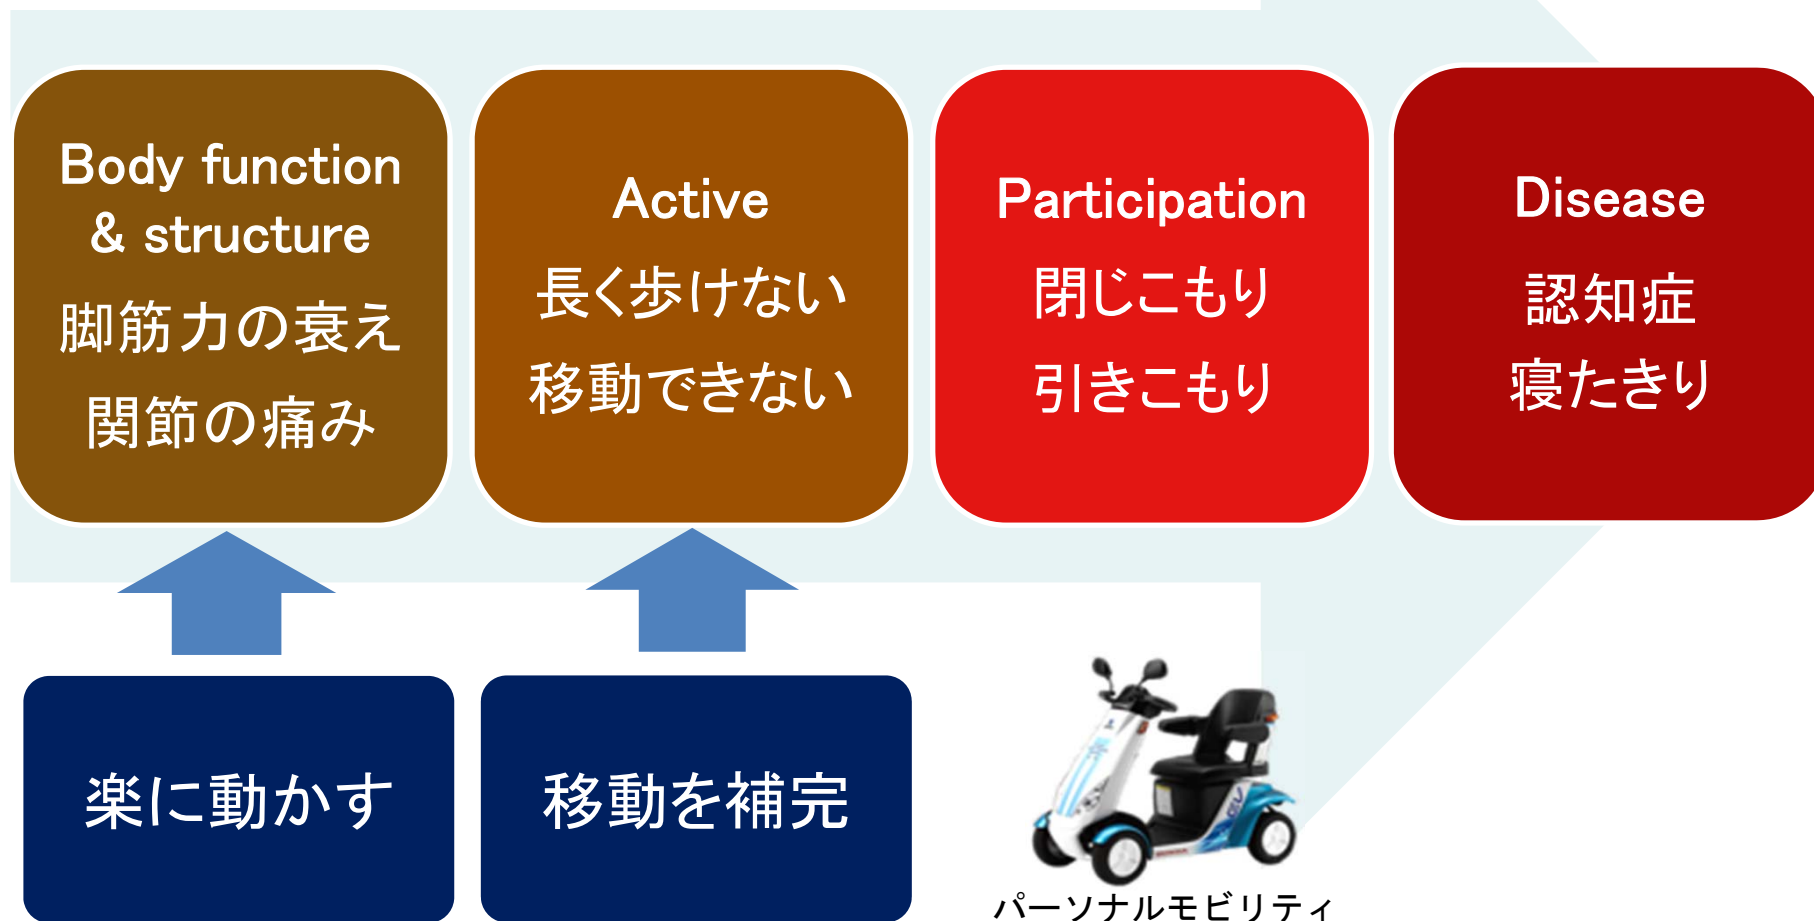 Body function
& structure
脚筋力の衰え
関節の痛み
Active
長く歩けない
移動できない
Participation
閉じこもり
引きこもり
Disease
認知症
寝たきり
楽に動かす
移動を補完
パーソナルモビリティ